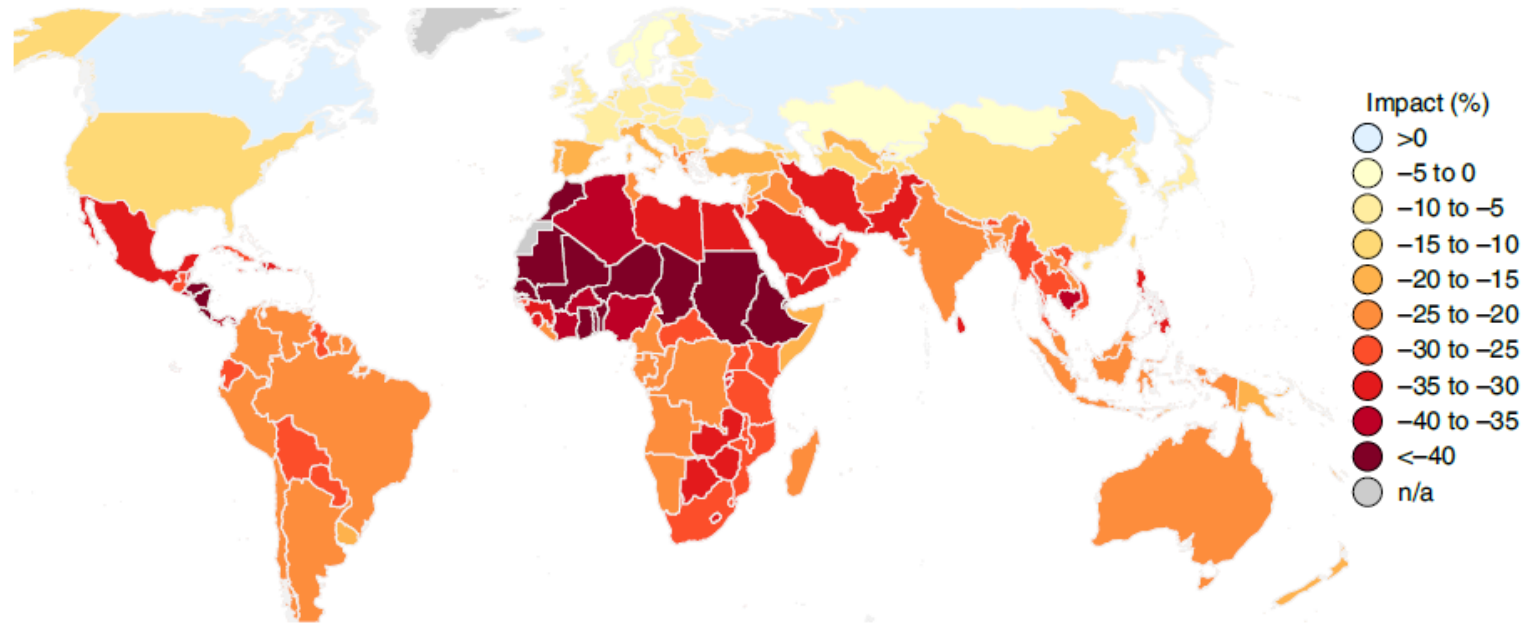 Impact (%)
>0
−5 to 0
−10 to −5
−15 to −10
−20 to −15
−25 to −20
−30 to −25
−35 to −30
−40 to −35
<−40
n/a